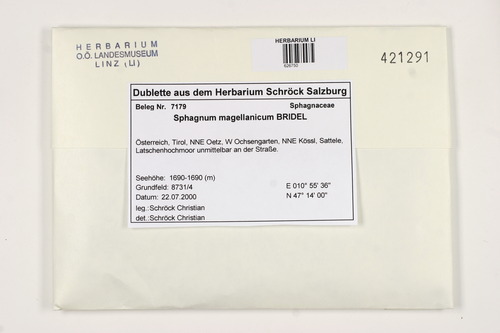 HERBARIUM
O.Ö. LANDESMUSEUM
LINZ (LI)
HERBARIUM LI
421291
Dublette aus dem Herbarium Schröck Salzburg
Beleg Nr. 7179 Sphagnaceae
Sphagnum magellanicum BRIDEL
Österreich, Tirol, NNE Oetz, W Ochsengarten, NNE Kössl, Sattele,
Latschenhochmoor unmittelbar an der Straße.
Seehöhe: 1690-1690 (m)
Grundfeld: 8731/4 E 010° 55' 36"
Datum: 22.07.2000 N 47° 14' 00"
leg.:Schröck Christian
det.:Schröck Christian